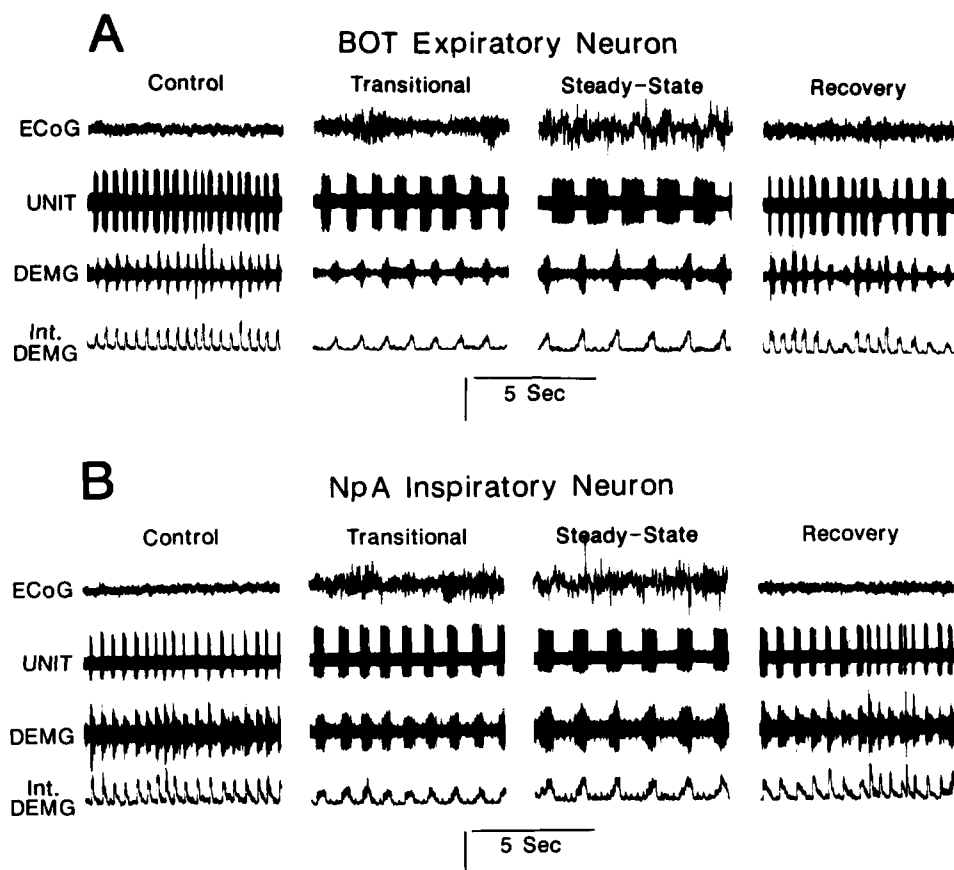 A
BOT Expiratory Neuron
Control Transitional Steady-State Recovery
ECoG
UNIT
DEMG
Int.
DEMG
5 Sec
B
NpA Inspiratory Neuron
Control Transitional Steady-State Recovery
ECoG
UNIT
DEMG
Int.
DEMG
5 Sec